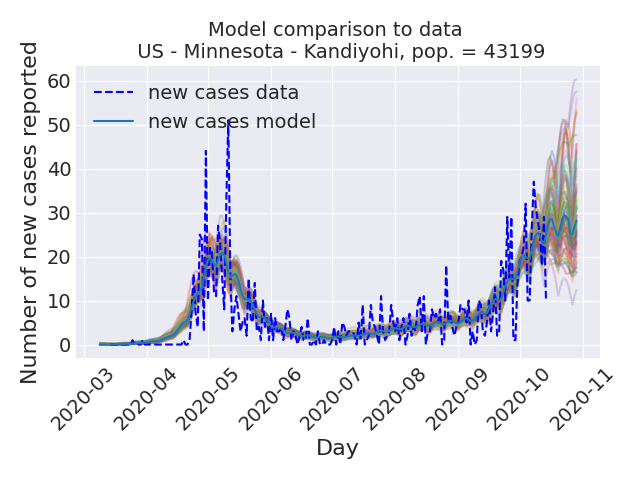 Model comparison to data
US - Minnesota - Kandiyohi, pop. = 43199
Number of new cases reported
60
50
40
30
20
10
0
new cases data
new cases model
2020-03
2020-04
2020-05
2020-06
2020-07
2020-08
2020-09
2020-10
2020-11
Day